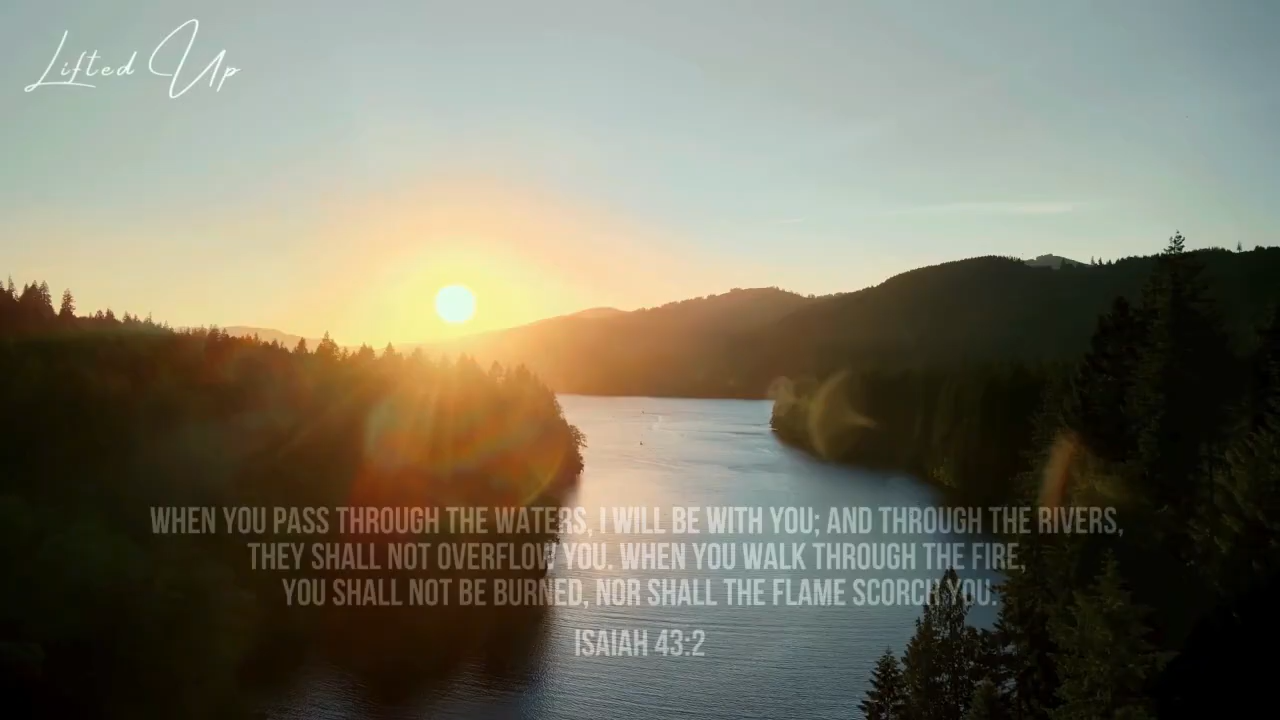 Lifted Up
WHEN YOU PASS THROUGH THE WATERS, I WILL BE WITH YOU; AND THROUGH THE RIVERS,
THEY SHALL NOT OVERFLOW YOU. WHEN YOU WALK THROUGH THE FIRE,
YOU SHALL NOT BE BURNED, NOR SHALL THE FLAME SCORCH YOU.
ISAIAH 43:2